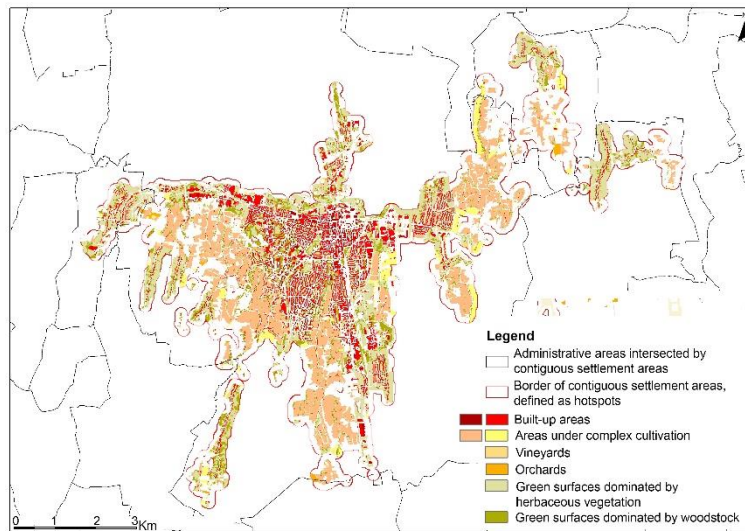 Legend
Administrative areas intersected by
contiguous settlement areas
Border of contiguous settlement areas,
defined as hotspots
Built-up areas
Areas under complex cultivation
Vineyards
Orchards
Green surfaces dominated by
herbaceous vegetation
Green surfaces dominated by woodstock
0 1 2 3 Km